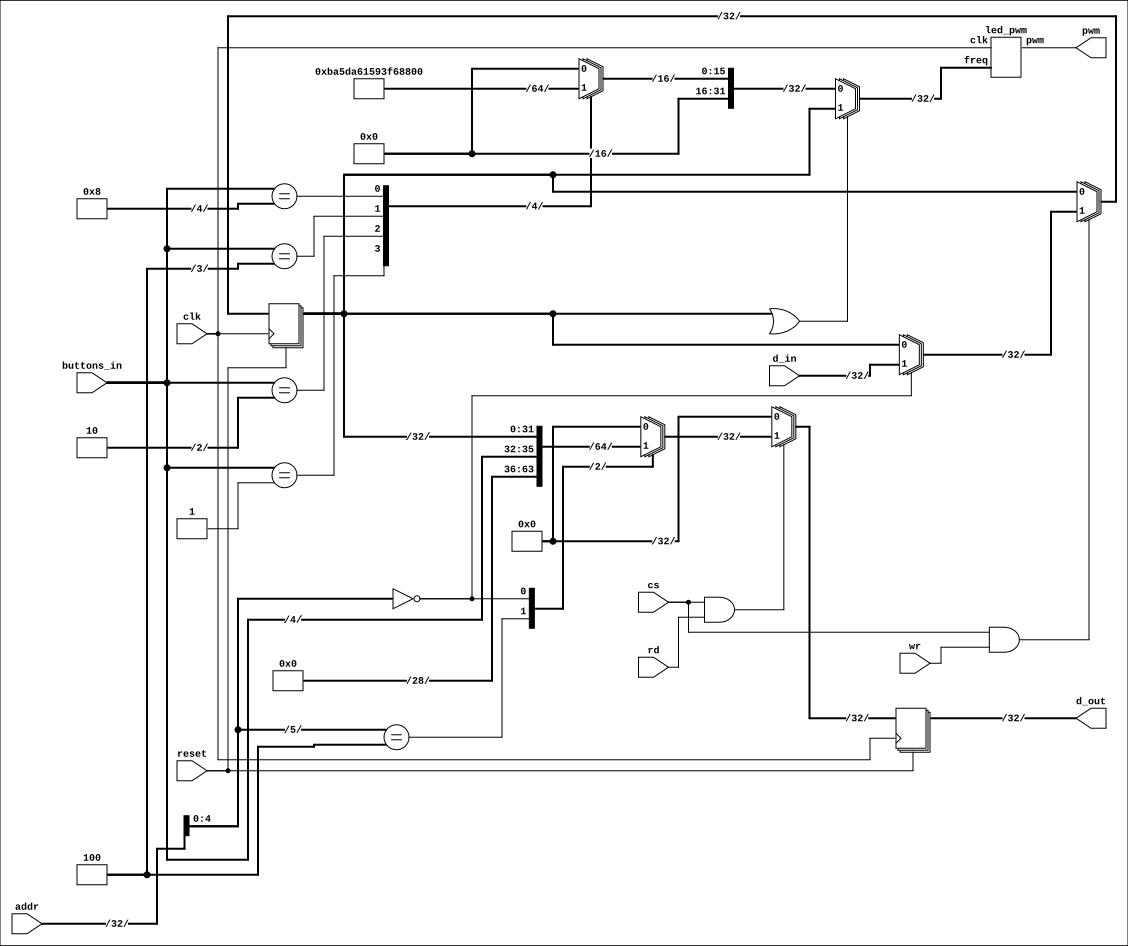 /32/
led_pwm
pwm
clk
pwm
freq
0xba5da61593f68800
0
1
/64/
/16/
0:15
16:31
/32/
0
1
/32/
0x0
/16/
0x8
/4/
0
1
2
3
/4/
0
1
100
/3/
clk
buttons_in
d_in
/32/
0
1
/32/
10
/2/
1
/32/
0:31
32:35
36:63
/64/
/2/
0
1
/32/
0
1
0x0
/32/
0
1
cs
rd
wr
/4/
0x0
/28/
/5/
/32/
d_out
/32/
reset
0:4
100
addr
/32/